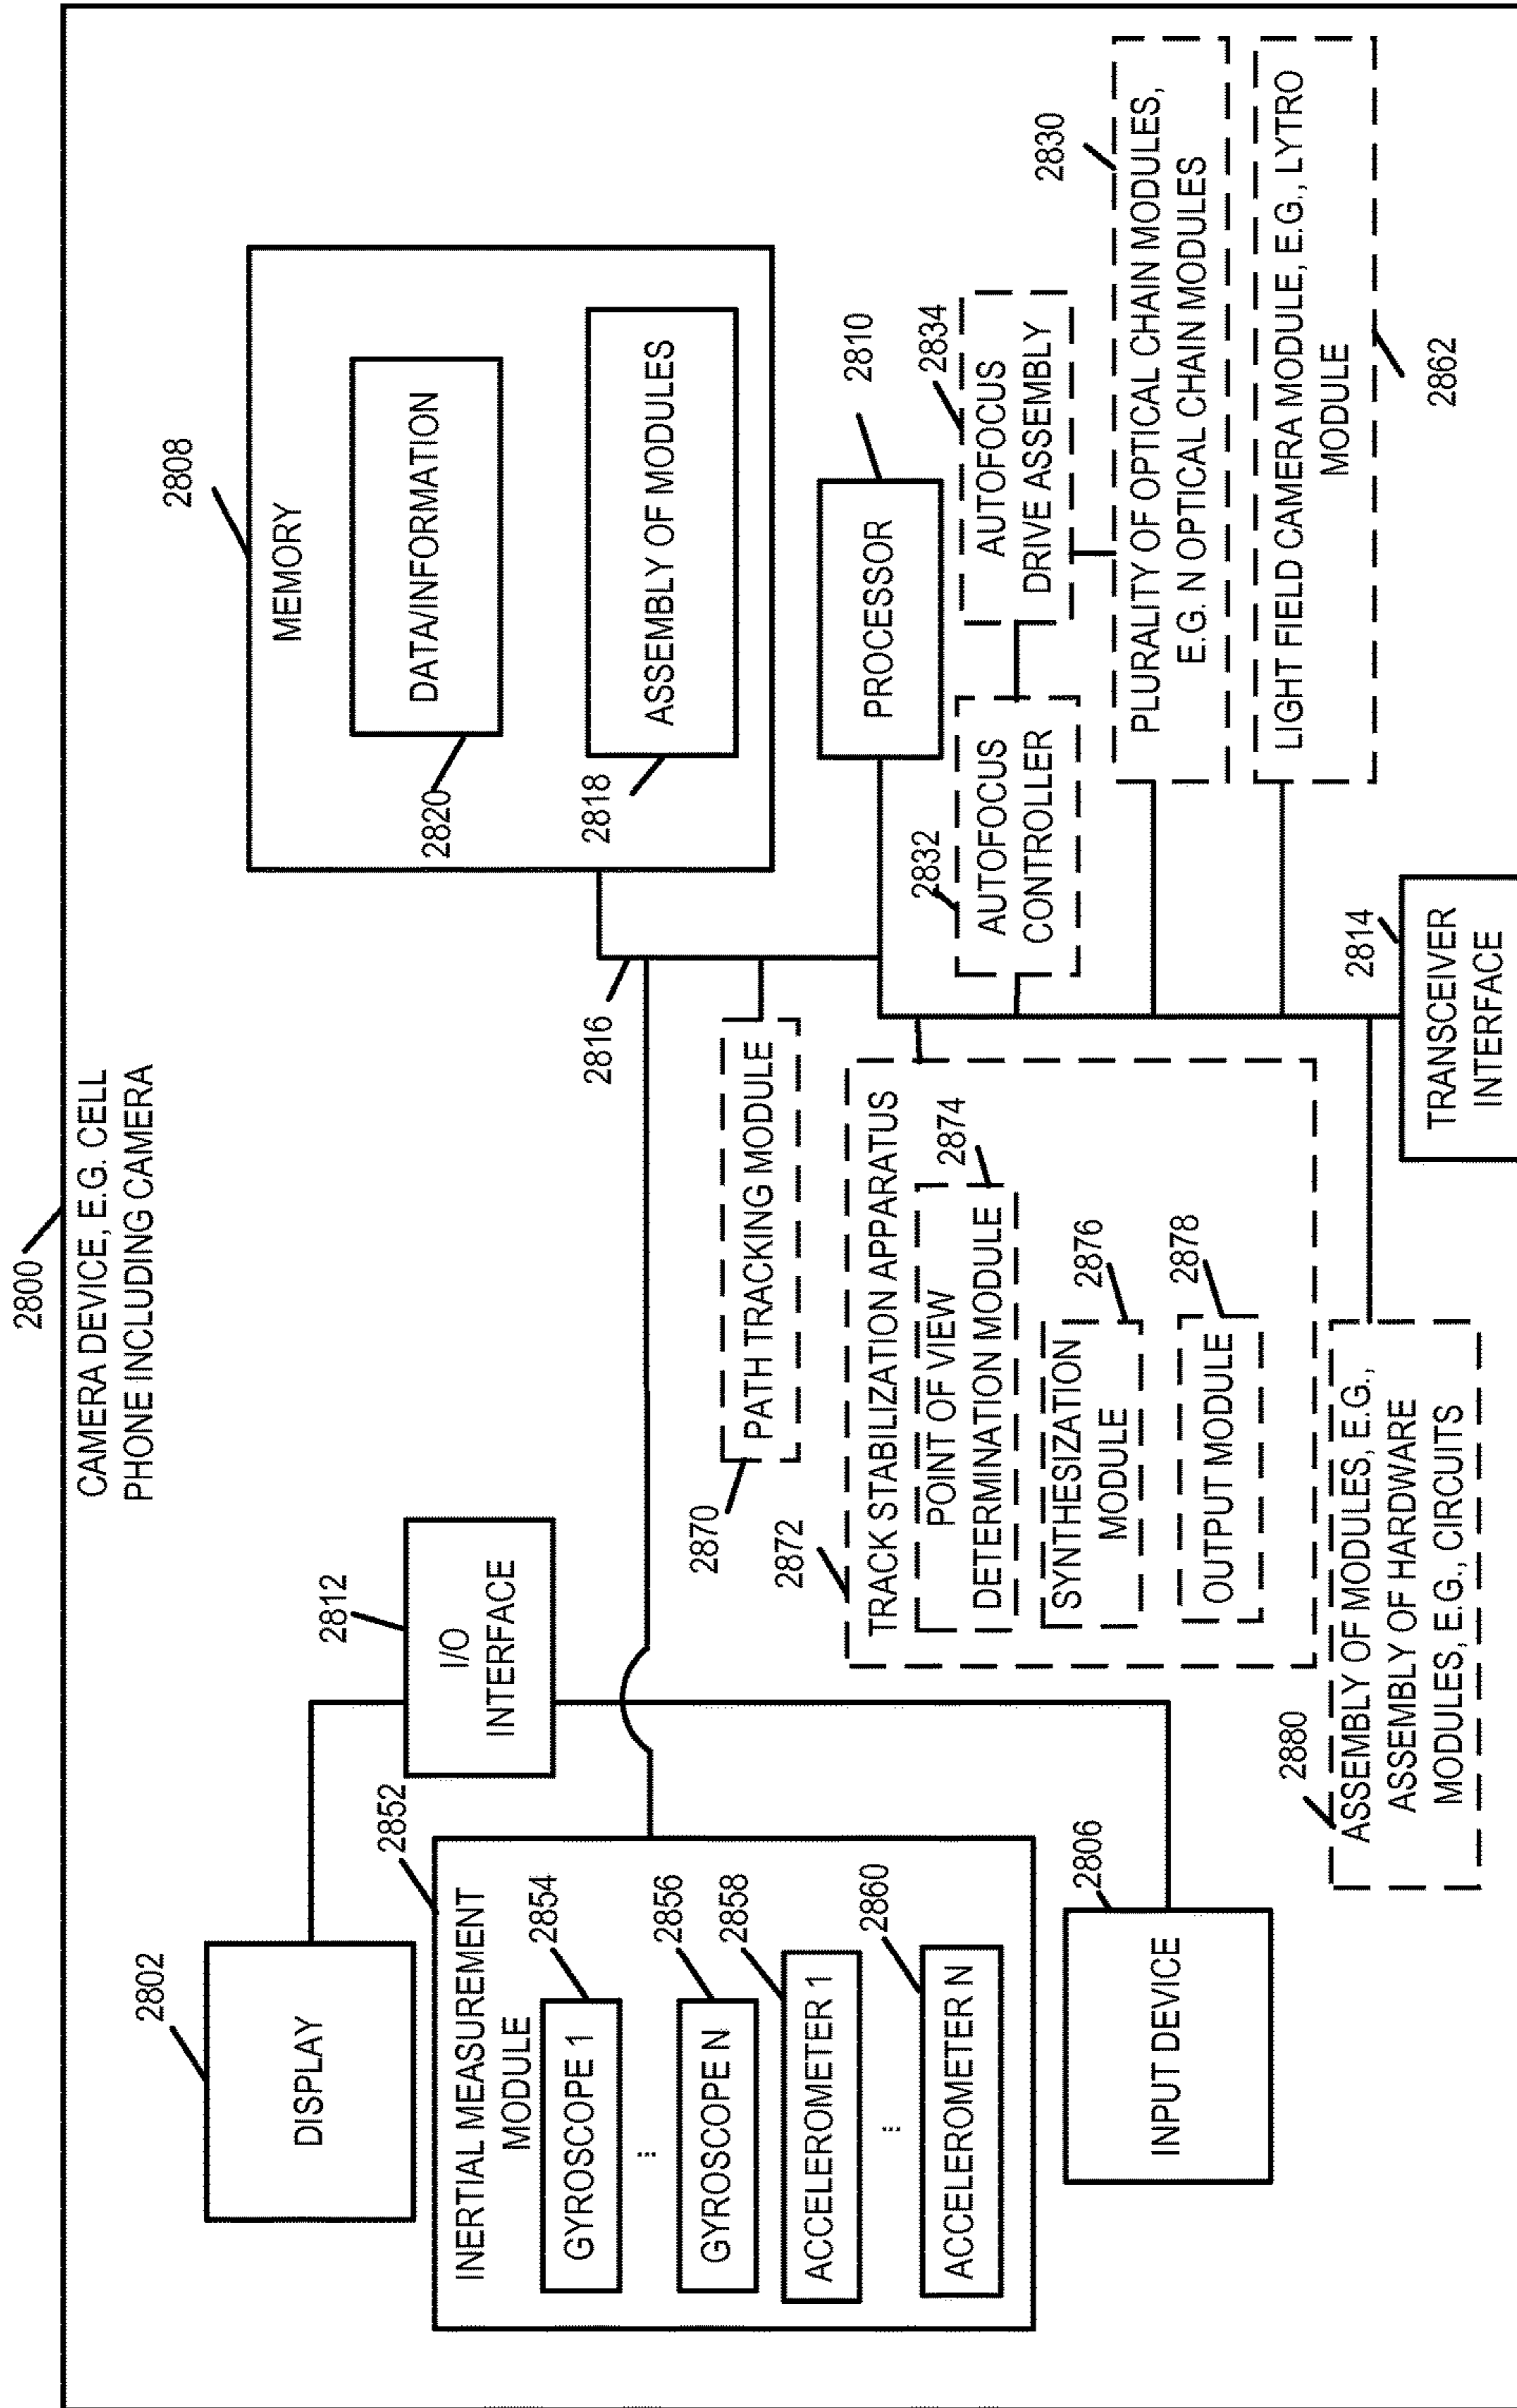 2800
CAMERA DEVICE, E.G. CELL
PHONE INCLUDING CAMERA
2802
DISPLAY
2812
I/O
INTERFACE
2808
MEMORY
2820
DATA/INFORMATION
2818
ASSEMBLY OF MODULES
2852
INERTIAL MEASUREMENT
MODULE
2854
GYROSCOPE 1
...
2856
GYROSCOPE N
2858
ACCELEROMETER 1
...
2860
ACCELEROMETER N
2816
2870
PATH TRACKING MODULE
2810
PROCESSOR
2872
TRACK STABILIZATION APPARATUS
2874
POINT OF VIEW
DETERMINATION MODULE
2876
SYNTHESIZATION
MODULE
2878
OUTPUT MODULE
2832
AUTOFOCUS
CONTROLLER
2834
AUTOFOCUS
DRIVE ASSEMBLY
2830
PLURALITY OF OPTICAL CHAIN MODULES,
E.G. N OPTICAL CHAIN MODULES
LIGHT FIELD CAMERA MODULE, E.G., LYTRO
MODULE
2862
2806
INPUT DEVICE
2880
ASSEMBLY OF MODULES, E.G.,
ASSEMBLY OF HARDWARE
MODULES, E.G., CIRCUITS
2814
TRANSCEIVER
INTERFACE